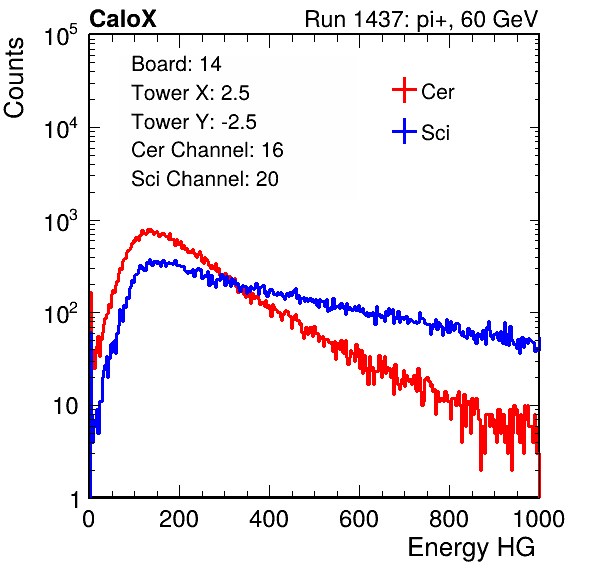 CaloX Run 1437: pi+, 60 GeV
Counts
10^5
10^4
10^3
10^2
10
1
Board: 14
Tower X: 2.5
Tower Y: -2.5
Cer Channel: 16
Sci Channel: 20
Cer
Sci
0 200 400 600 800 1000
Energy HG